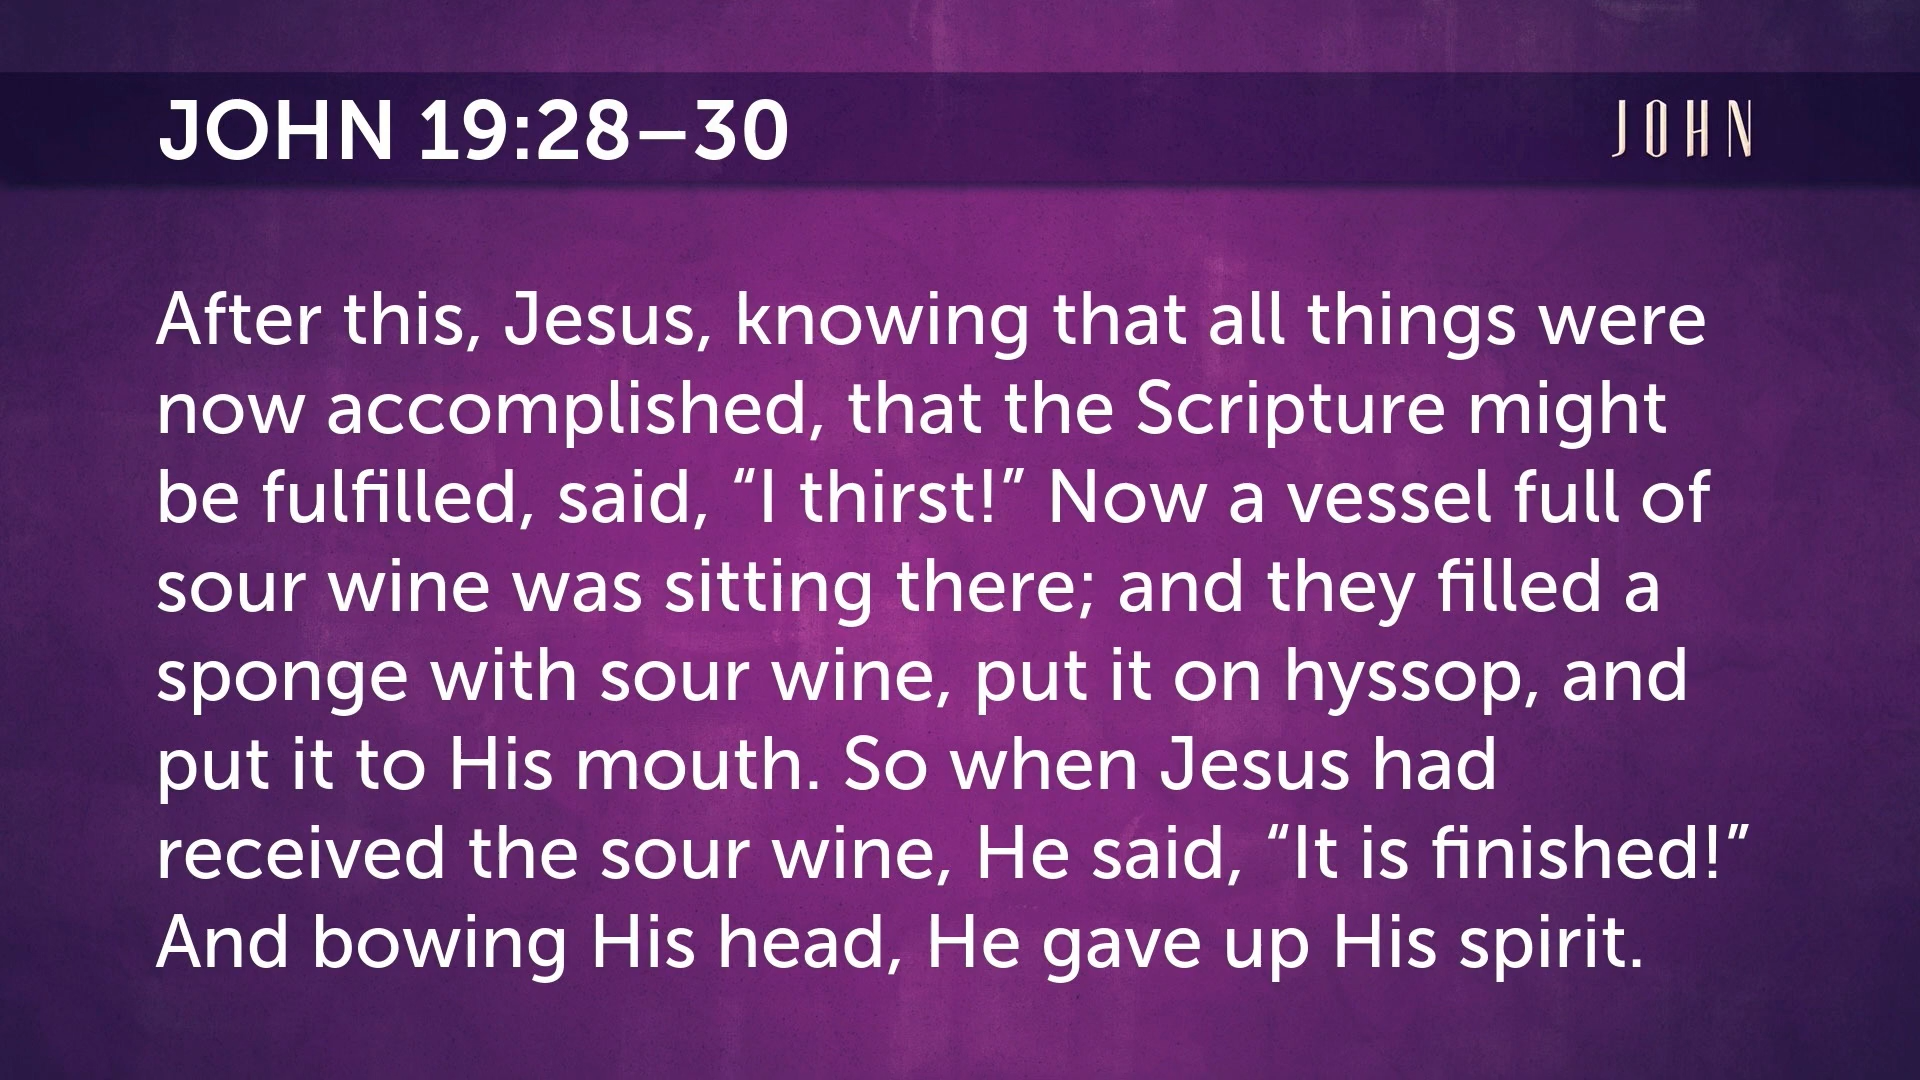 JOHN 19:28–30
JOHN
After this, Jesus, knowing that all things were
now accomplished, that the Scripture might
be fulfilled, said, “I thirst!” Now a vessel full of
sour wine was sitting there; and they filled a
sponge with sour wine, put it on hyssop, and
put it to His mouth. So when Jesus had
received the sour wine, He said, “It is finished!”
And bowing His head, He gave up His spirit.